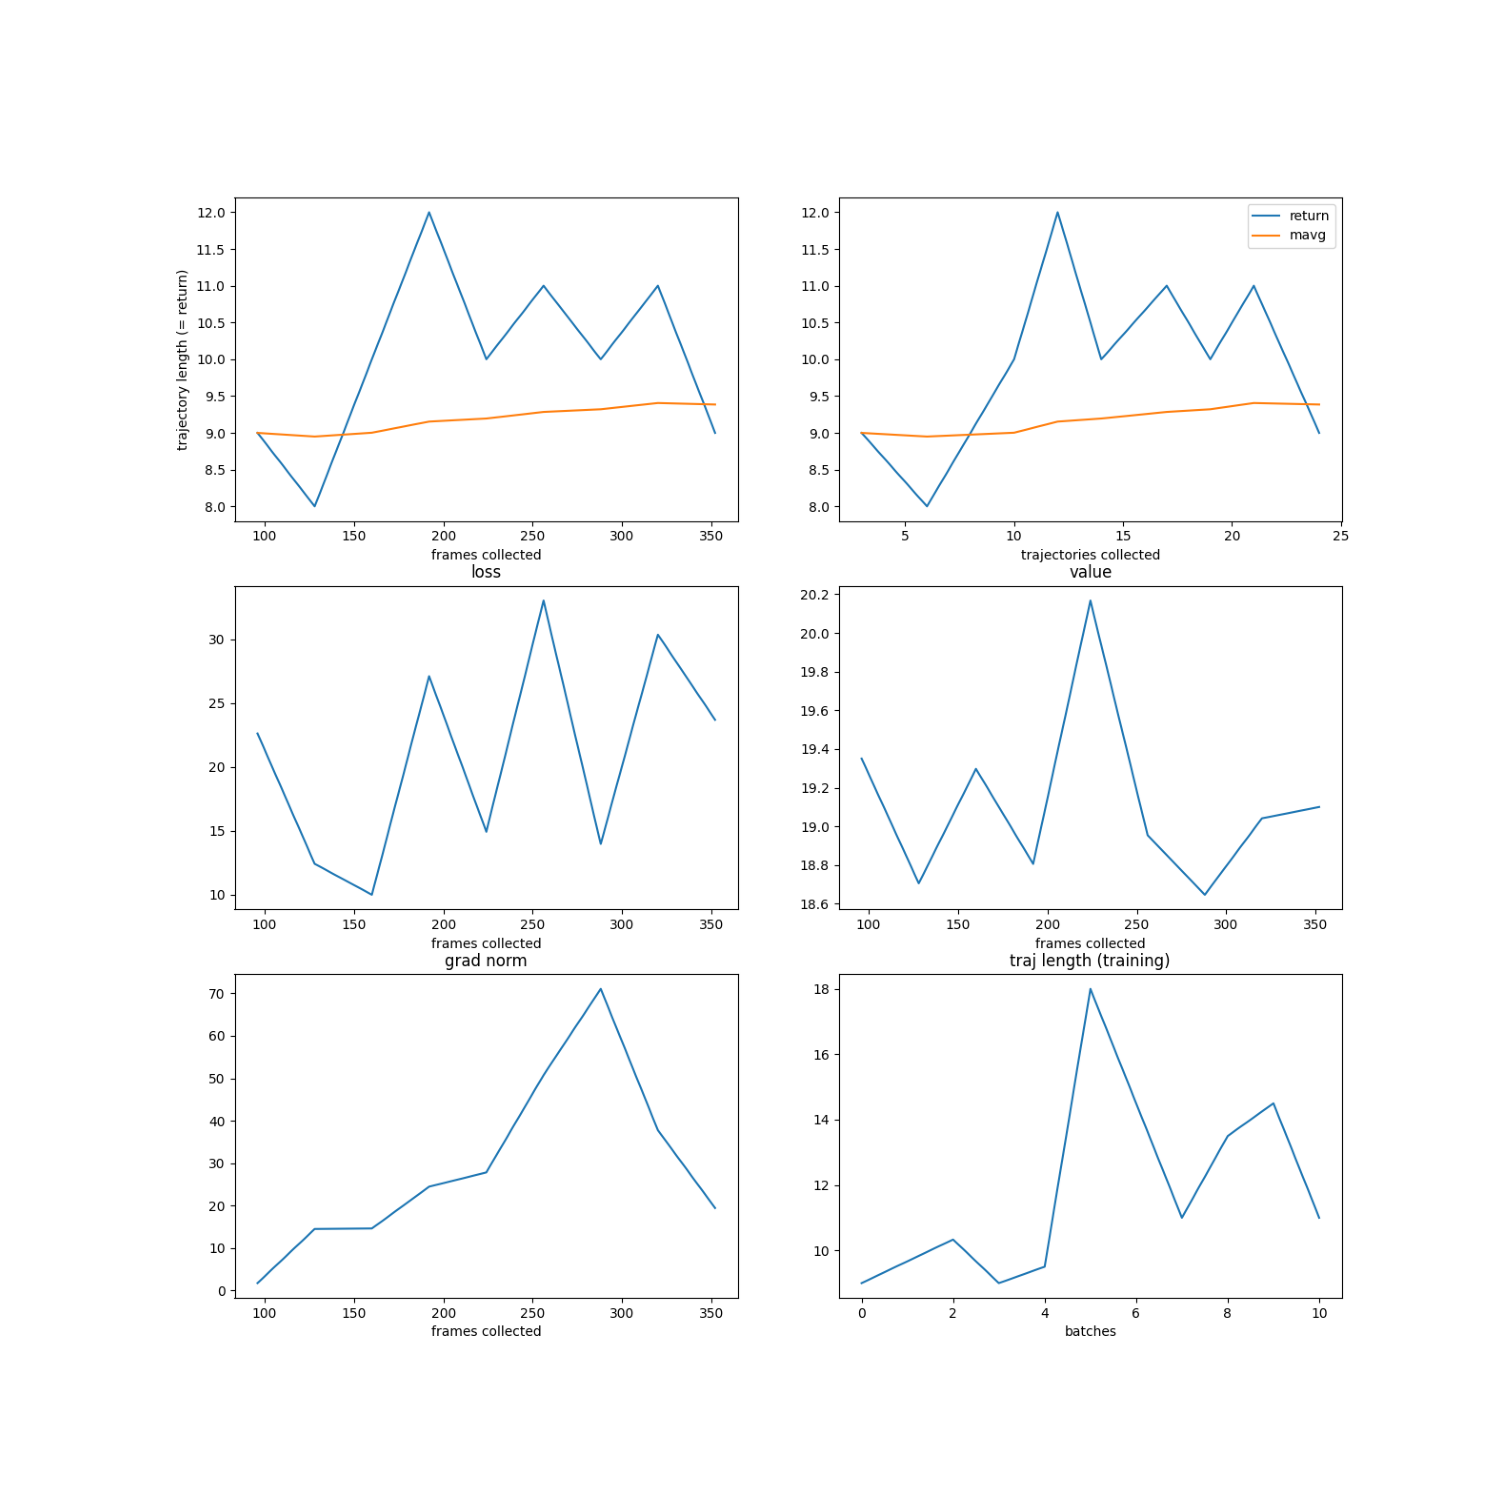 12.0
11.5
11.0
10.5
10.0
9.5
9.0
8.5
8.0
trajectory length (= return)
100 150 200 250 300 350
frames collected
12.0
11.5
11.0
10.5
10.0
9.5
9.0
8.5
8.0
return
mavg
5 10 15 20 25
trajectories collected
loss
30
25
20
15
10
100 150 200 250 300 350
frames collected
value
20.2
20.0
19.8
19.6
19.4
19.2
19.0
18.8
18.6
100 150 200 250 300 350
frames collected
grad norm
70
60
50
40
30
20
10
0
100 150 200 250 300 350
frames collected
traj length (training)
18
16
14
12
10
0 2 4 6 8 10
batches